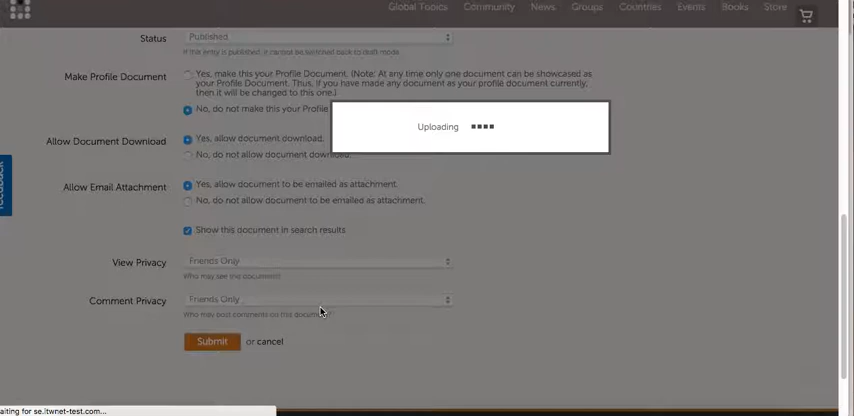 Global Topics Community News Groups Countries Events Books Store
Status Published
If this entry is published, it cannot be switched back to draft mode.
Make Profile Document Yes, make this your Profile Document. (Note: At any time only one document can be showcased as
your Profile Document. Thus, if you have made any document as your profile document currently,
then it will be changed to this one.)
No, do not make this your Profile
Uploading
Allow Document Download Yes, allow document download.
No, do not allow document download.
Allow Email Attachment Yes, allow document to be emailed as attachment.
No, do not allow document to be emailed as attachment.
Show this document in search results
View Privacy Friends Only
Who may see this document?
Comment Privacy Friends Only
Who may post comments on this document?
Submit or cancel
Feedback
aiting for se.itwnet-test.com...